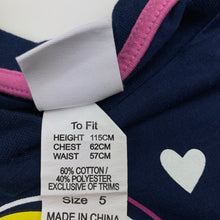 To Fit
HEIGHT 115CM
CHEST 62CM
WAIST 57CM
60% COTTON /
40% POLYESTER
EXCLUSIVE OF TRIMS
Size 5
MADE IN CHINA